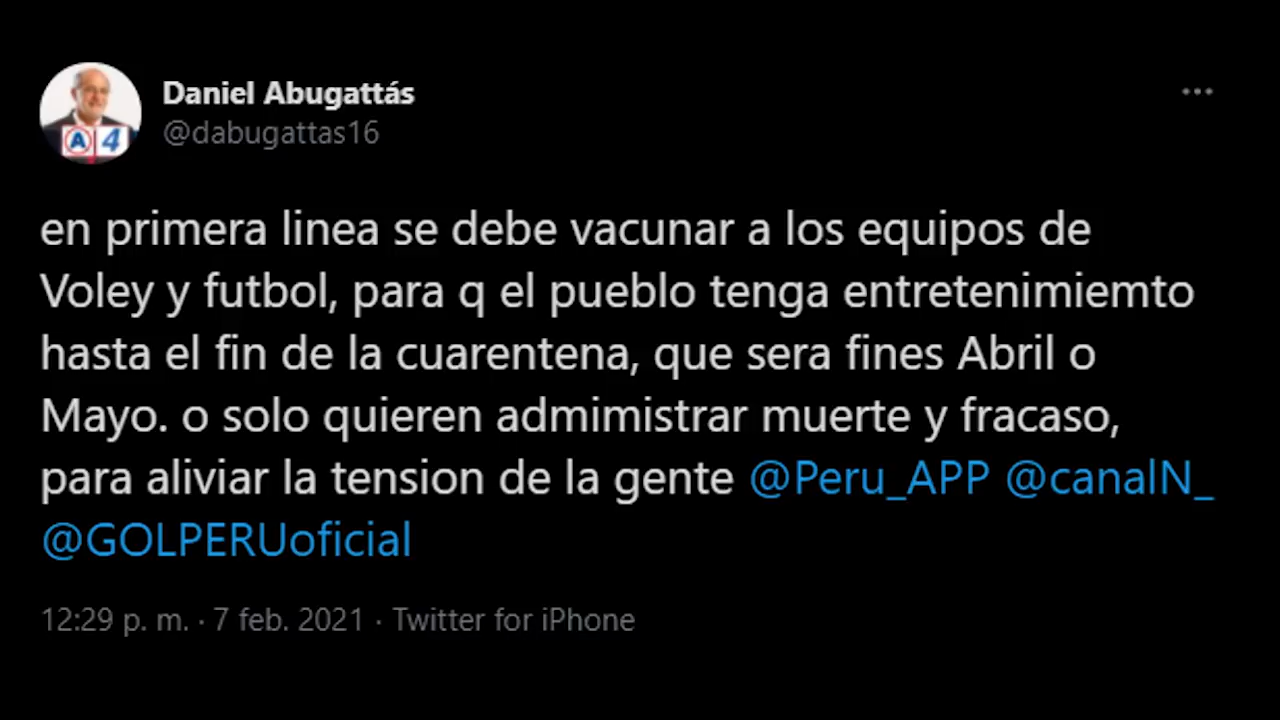 Daniel Abugattás
@dabugattas16
A 4
en primera linea se debe vacunar a los equipos de
Voley y futbol, para q el pueblo tenga entretenimiemto
hasta el fin de la cuarentena, que sera fines Abril o
Mayo. o solo quieren admimistrar muerte y fracaso,
para aliviar la tension de la gente @Peru_APP @canalN_
@GOLPERUoficial
12:29 p. m. · 7 feb. 2021 · Twitter for iPhone